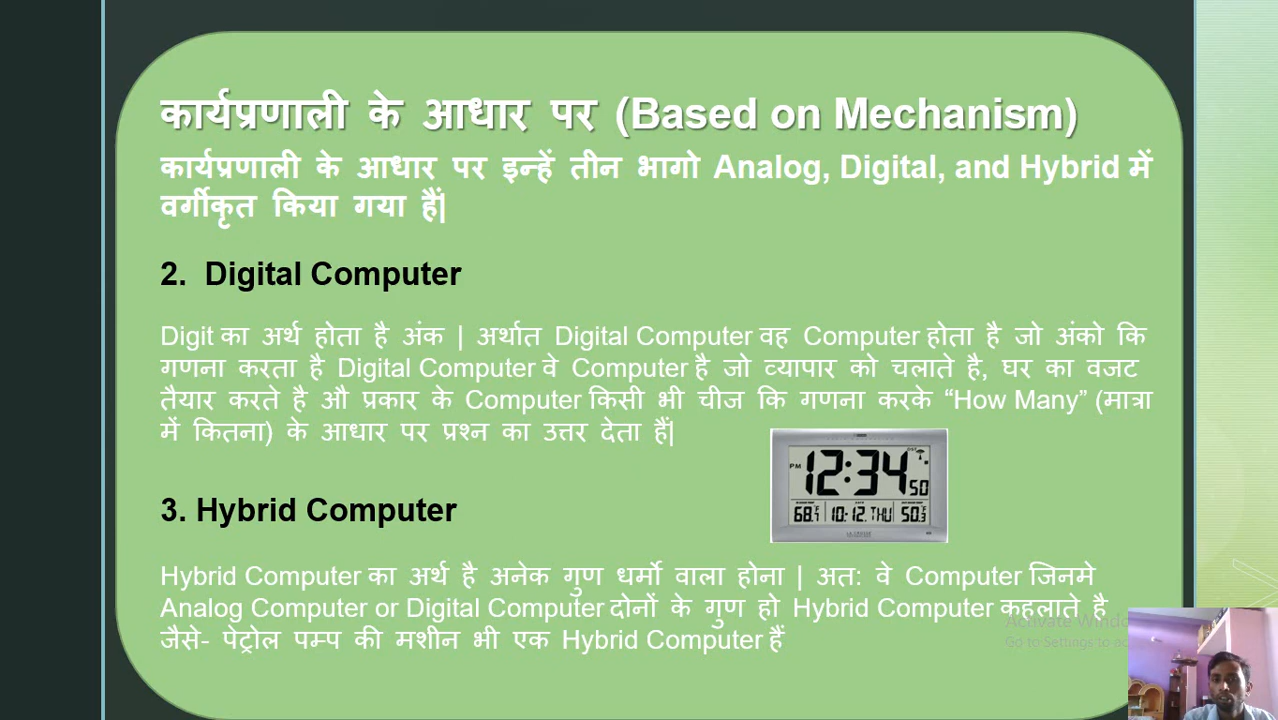 कार्यप्रणाली के आधार पर (Based on Mechanism)
कार्यप्रणाली के आधार पर इन्हें तीन भागो Analog, Digital, and Hybrid में
वर्गीकृत किया गया हैं|
2. Digital Computer
Digit का अर्थ होता है अंक | अर्थात Digital Computer वह Computer होता है जो अंको कि
गणना करता है Digital Computer वे Computer है जो व्यापार को चलाते है, घर का वजट
तैयार करते है औ प्रकार के Computer किसी भी चीज कि गणना करके “How Many” (मात्रा
में कितना) के आधार पर प्रश्न का उत्तर देता हैं|
PM 12:34 50
68.7 10-12. THU 50.3
3. Hybrid Computer
Hybrid Computer का अर्थ है अनेक गुण धर्मो वाला होना | अत: वे Computer जिनमे
Analog Computer or Digital Computer दोनों के गुण हो Hybrid Computer कहलाते है
जैसे- पेट्रोल पम्प की मशीन भी एक Hybrid Computer हैं
Activate Windo
Go to Settings to a